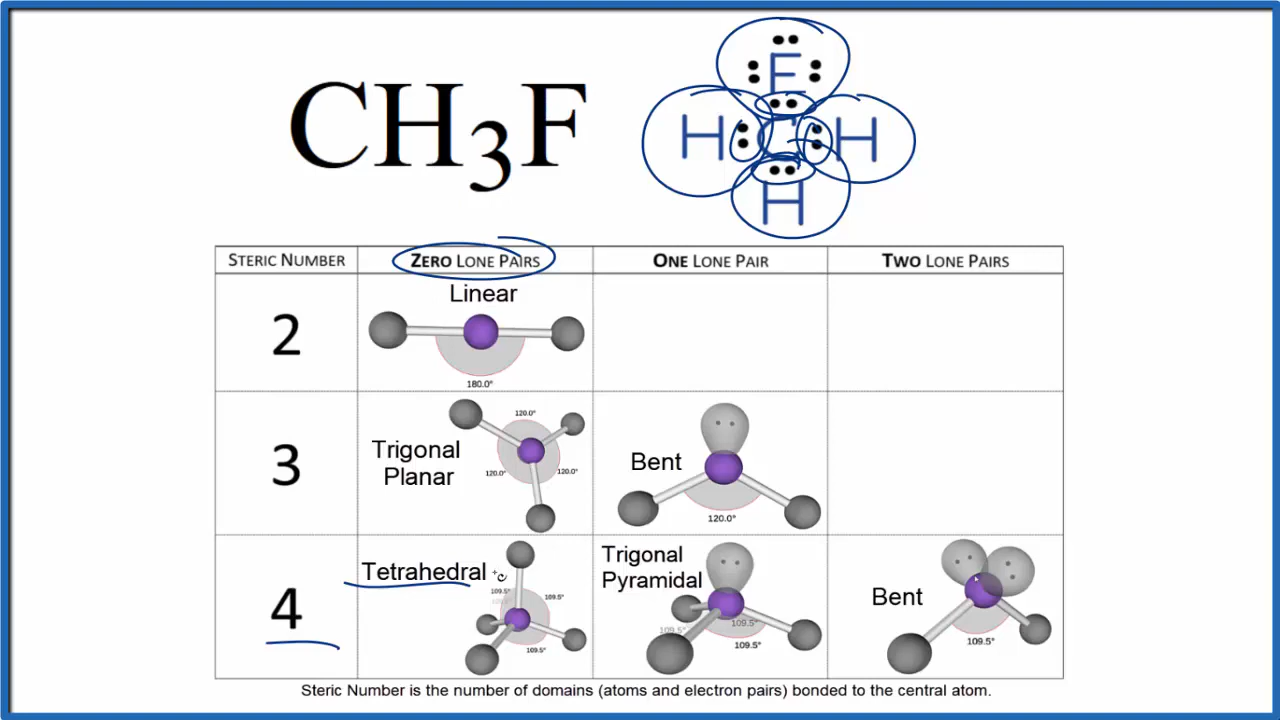 CH3F
F
H C H
H
STERIC NUMBER ZERO LONE PAIRS ONE LONE PAIR TWO LONE PAIRS
2
Linear
180.0°
3
Trigonal
Planar
120.0°
120.0°
120.0°
Bent
120.0°
4
Tetrahedral
109.5°
109.5°
109.5°
109.5°
Trigonal
Pyramidal
109.5°
109.5°
109.5°
Bent
109.5°
Steric Number is the number of domains (atoms and electron pairs) bonded to the central atom.